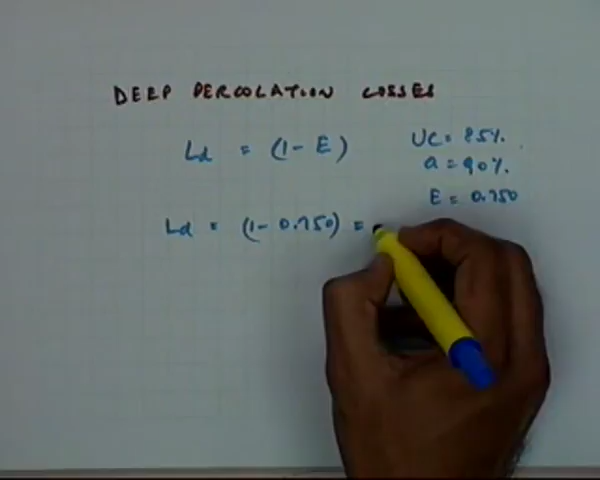 DEEP PERCOLATION LOSSES
Ld = (1 - E)
UC = 85%
a = 90%
E = 0.750
Ld = (1 - 0.750) =